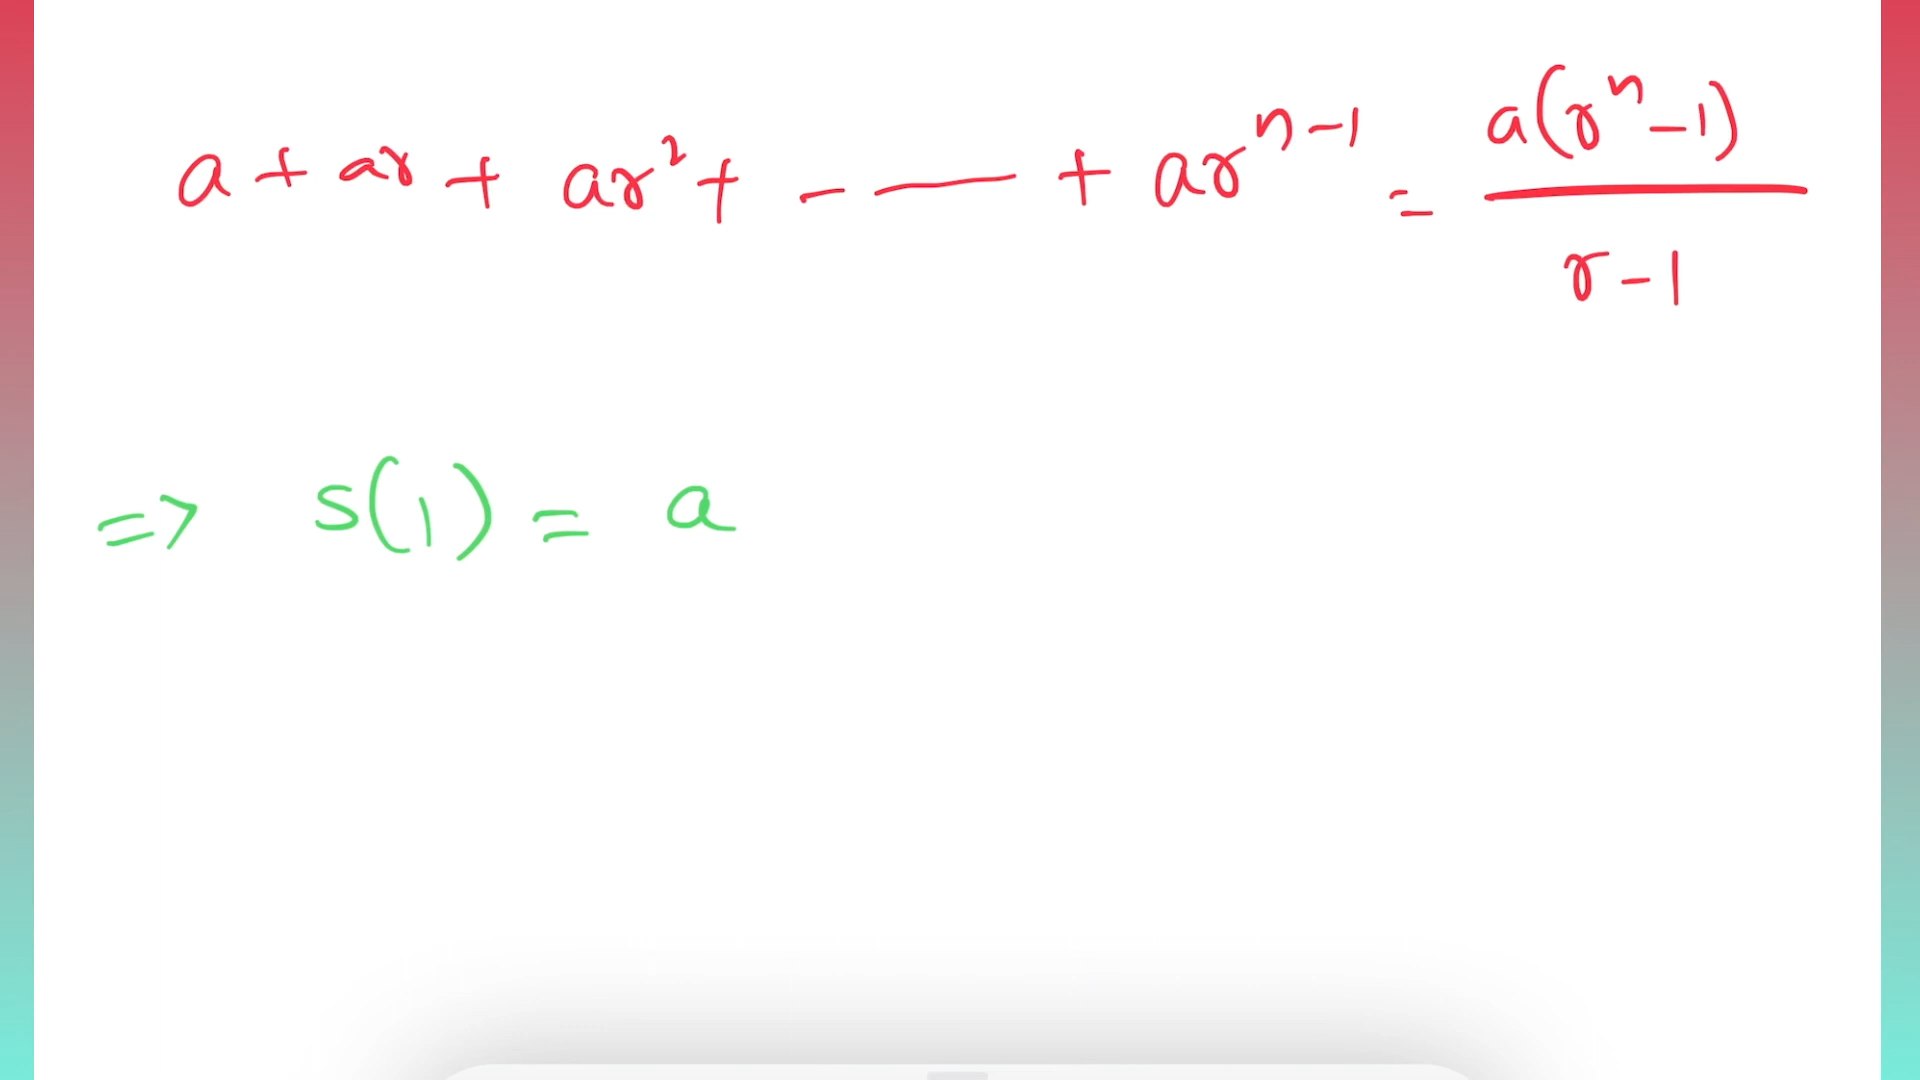 a + ar + ar² + - — + arⁿ⁻¹ = a(rⁿ-1) / r-1
=> s(1) = a